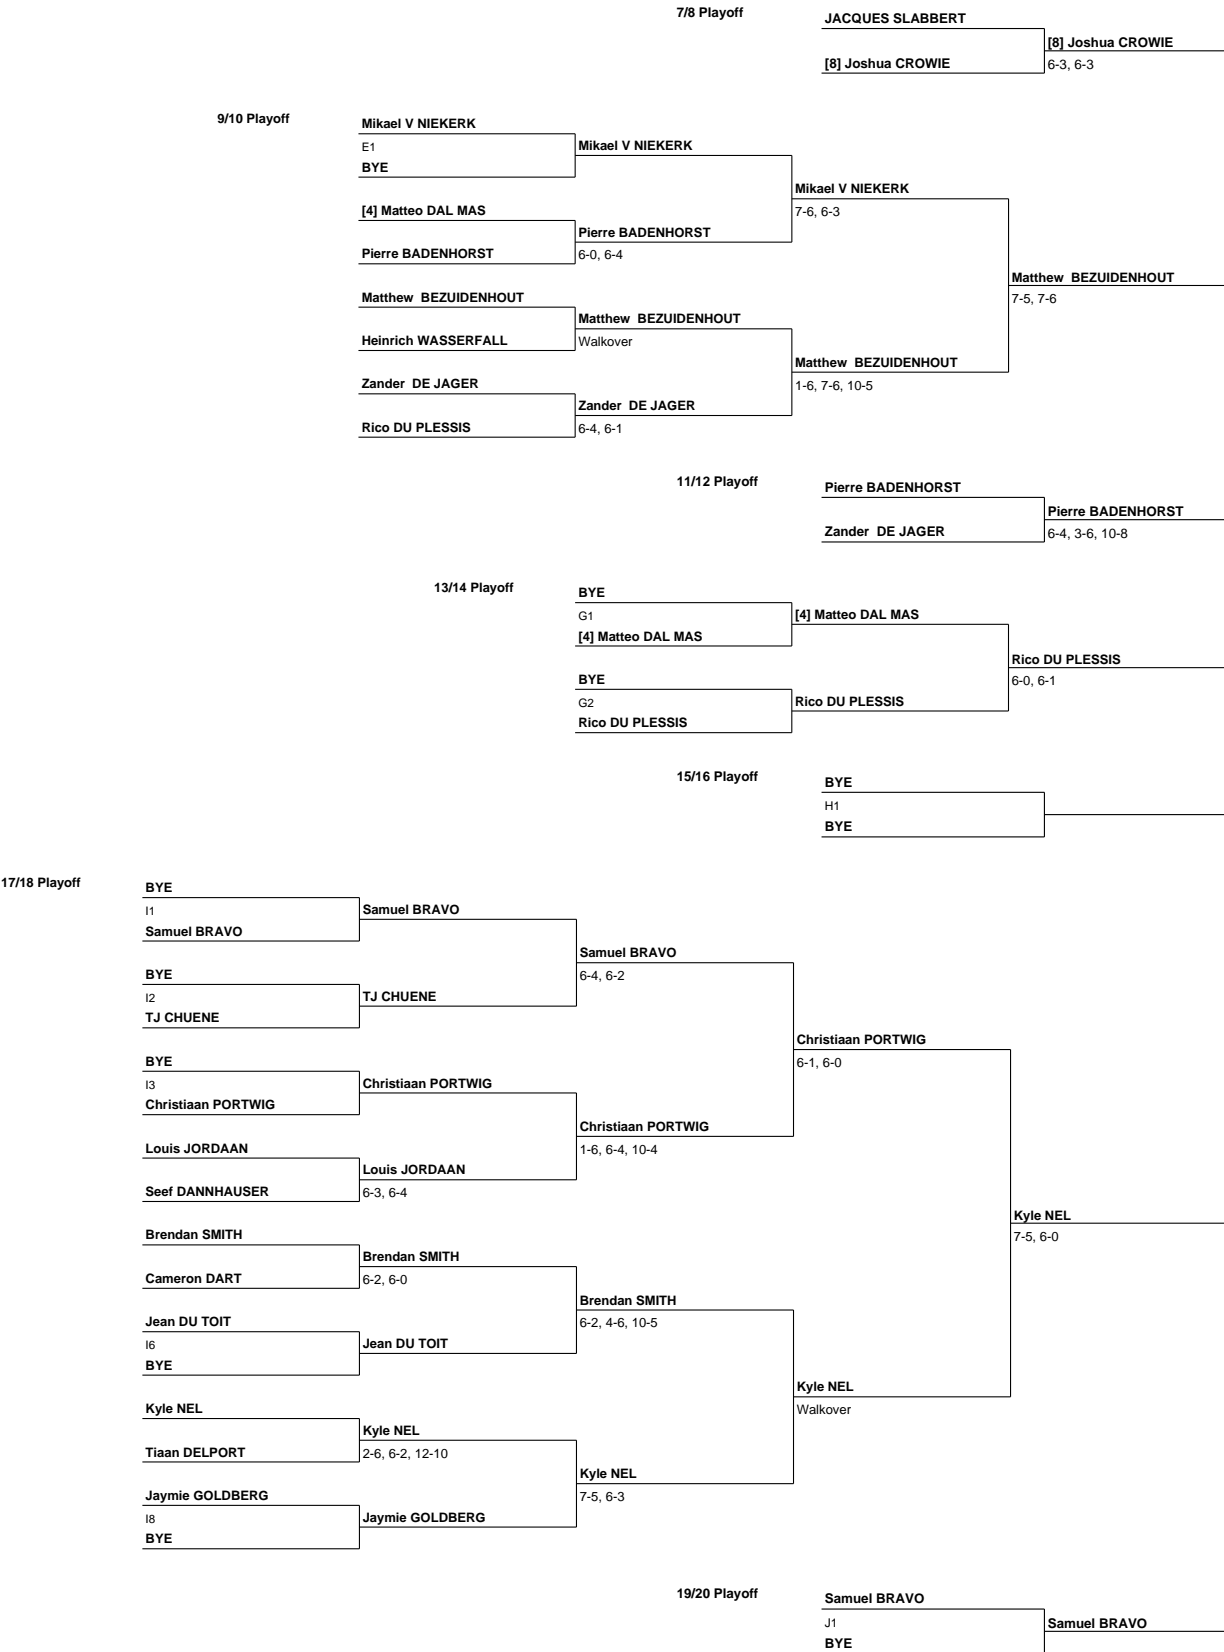 7/8 Playoff
JACQUES SLABBERT
[8] Joshua CROWIE
[8] Joshua CROWIE
6-3, 6-3
9/10 Playoff
Mikael V NIEKERK
E1
BYE
Mikael V NIEKERK
Mikael V NIEKERK
7-6, 6-3
[4] Matteo DAL MAS
Pierre BADENHORST
Pierre BADENHORST
6-0, 6-4
Matthew  BEZUIDENHOUT
7-5, 7-6
Matthew  BEZUIDENHOUT
Matthew  BEZUIDENHOUT
Heinrich WASSERFALL
Walkover
Matthew  BEZUIDENHOUT
1-6, 7-6, 10-5
Zander  DE JAGER
Zander  DE JAGER
Rico DU PLESSIS
6-4, 6-1
11/12 Playoff
Pierre BADENHORST
Pierre BADENHORST
Zander  DE JAGER
6-4, 3-6, 10-8
13/14 Playoff
BYE
G1
[4] Matteo DAL MAS
[4] Matteo DAL MAS
Rico DU PLESSIS
6-0, 6-1
BYE
G2
Rico DU PLESSIS
Rico DU PLESSIS
15/16 Playoff
BYE
H1
BYE
17/18 Playoff
BYE
I1
Samuel BRAVO
Samuel BRAVO
Samuel BRAVO
6-4, 6-2
BYE
I2
TJ CHUENE
TJ CHUENE
Christiaan PORTWIG
6-1, 6-0
BYE
I3
Christiaan PORTWIG
Christiaan PORTWIG
Christiaan PORTWIG
1-6, 6-4, 10-4
Louis JORDAAN
Louis JORDAAN
Seef DANNHAUSER
6-3, 6-4
Kyle NEL
7-5, 6-0
Brendan SMITH
Brendan SMITH
Cameron DART
6-2, 6-0
Brendan SMITH
6-2, 4-6, 10-5
Jean DU TOIT
I6
BYE
Jean DU TOIT
Kyle NEL
Walkover
Kyle NEL
Kyle NEL
Tiaan DELPORT
2-6, 6-2, 12-10
Kyle NEL
7-5, 6-3
Jaymie GOLDBERG
I8
BYE
Jaymie GOLDBERG
19/20 Playoff
Samuel BRAVO
J1
BYE
Samuel BRAVO